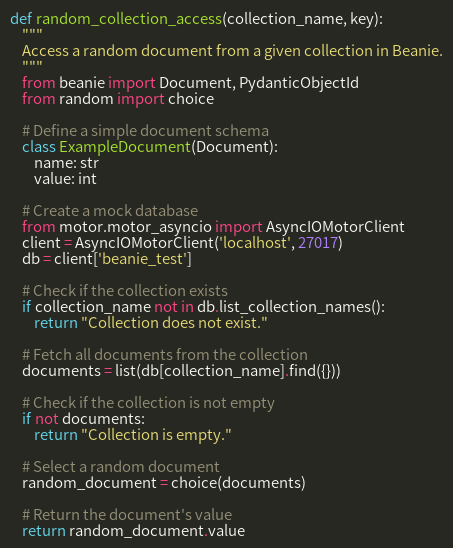 def random_collection_access(collection_name, key):
    """
    Access a random document from a given collection in Beanie.
    """
    from beanie import Document, PydanticObjectId
    from random import choice

    # Define a simple document schema
    class ExampleDocument(Document):
        name: str
        value: int

    # Create a mock database
    from motor.motor_asyncio import AsyncIOMotorClient
    client = AsyncIOMotorClient('localhost', 27017)
    db = client['beanie_test']

    # Check if the collection exists
    if collection_name not in db.list_collection_names():
        return "Collection does not exist."

    # Fetch all documents from the collection
    documents = list(db[collection_name].find({}))

    # Check if the collection is not empty
    if not documents:
        return "Collection is empty."

    # Select a random document
    random_document = choice(documents)

    # Return the document's value
    return random_document.value